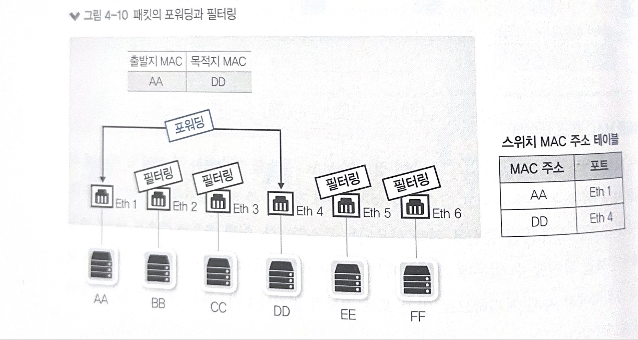 그림 4-10 패킷의 포워딩과 필터링
출발지 MAC 목적지 MAC
AA DD
포워딩
스위치 MAC 주소 테이블
MAC 주소 포트
AA Eth 1
DD Eth 4
필터링 필터링 필터링 필터링
Eth 1 Eth 2 Eth 3 Eth 4 Eth 5 Eth 6
AA BB CC DD EE FF